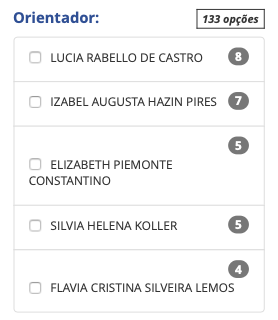 Orientador:
133 opções
LUCIA RABELLO DE CASTRO 8
IZABEL AUGUSTA HAZIN PIRES 7
5
ELIZABETH PIEMONTE
CONSTANTINO
SILVIA HELENA KOLLER 5
4
FLAVIA CRISTINA SILVEIRA LEMOS